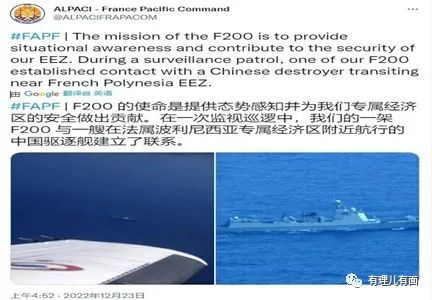 ALPACI - France Pacific Command
@ALPACIFRAPACOM
#FAPF | The mission of the F200 is to provide
situational awareness and contribute to the security of
our EEZ. During a surveillance patrol, one of our F200
established contact with a Chinese destroyer transiting
near French Polynesia EEZ.
由 Google 翻译自 英语
#FAPF | F200 的使命是提供态势感知并为我们专属经济
区的安全做出贡献。在一次监视巡逻中，我们的一架
F200 与一艘在法属波利尼西亚专属经济区附近航行的
中国驱逐舰建立了联系。
上午4:52 · 2022年12月23日
有理儿有面